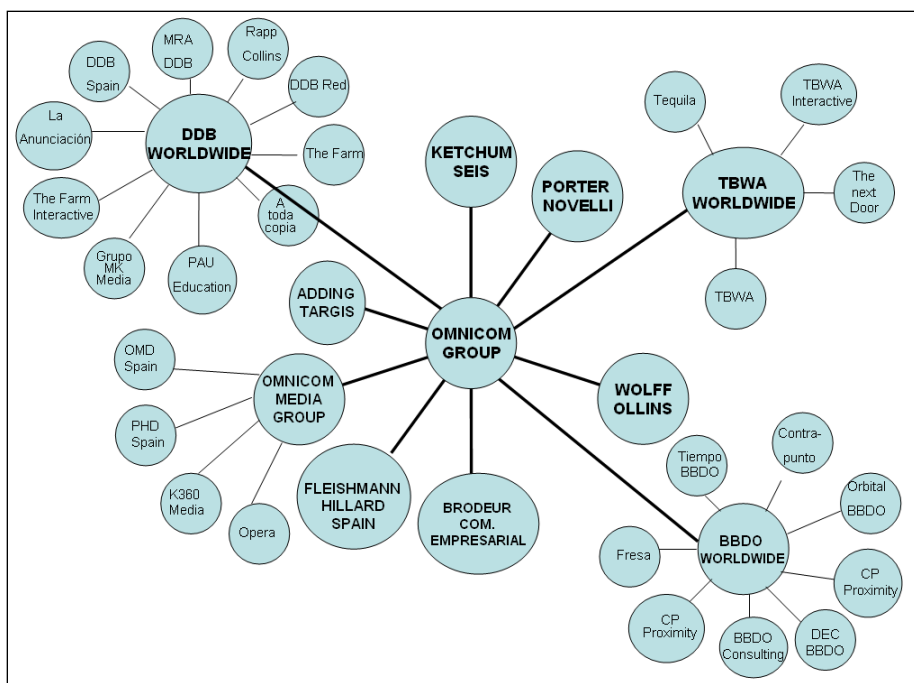 MRA
DDB
Rapp
Collins
DDB
Spain
DDB Red
La
Anunciación
DDB
WORLDWIDE
The Farm
The Farm
Interactive
A
toda
copia
Grupo
MK
Media
PAU
Education
KETCHUM
SEIS
PORTER
NOVELLI
Tequila
TBWA
Interactive
TBWA
WORLDWIDE
The
next
Door
TBWA
ADDING
TARGIS
OMNICOM
GROUP
OMD
Spain
OMNICOM
MEDIA
GROUP
PHD
Spain
K360
Media
Opera
FLEISHMANN
HILLARD
SPAIN
BRODEUR
COM.
EMPRESARIAL
WOLFF
OLLINS
Tiempo
BBDO
Contra-
punto
Orbital
BBDO
Fresa
BBDO
WORLDWIDE
CP
Proximity
CP
Proximity
BBDO
Consulting
DEC
BBDO